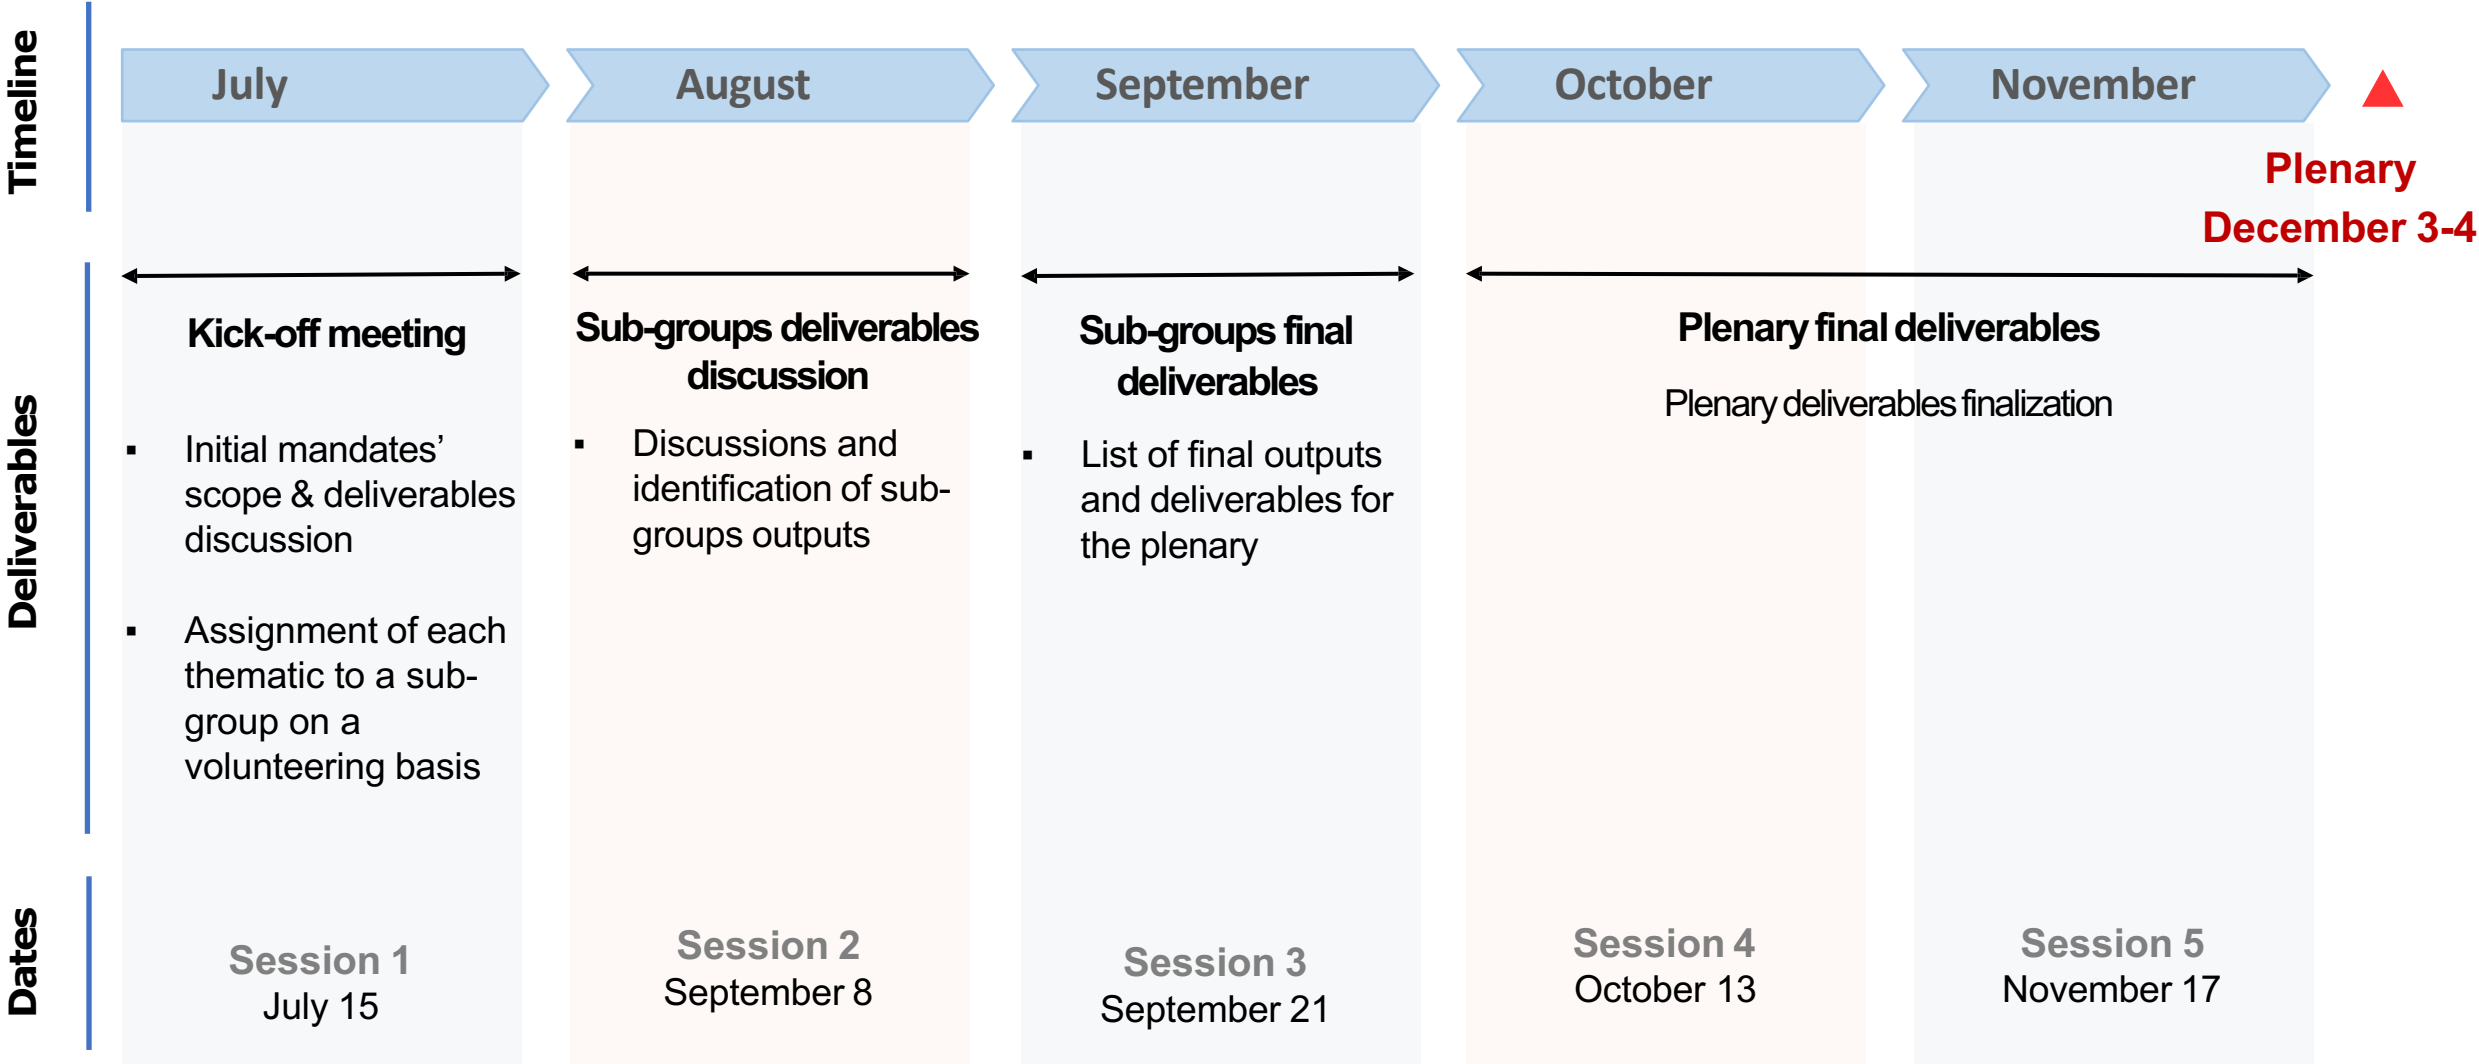 Timeline
July
August
September
October
November
Plenary
December 3-4
Deliverables
Kick-off meeting
▪ Initial mandates’
scope & deliverables
discussion
▪ Assignment of each
thematic to a sub-
group on a
volunteering basis
Sub-groups deliverables
discussion
▪ Discussions and
identification of sub-
groups outputs
Sub-groups final
deliverables
▪ List of final outputs
and deliverables for
the plenary
Plenary final deliverables
Plenary deliverables finalization
Dates
Session 1
July 15
Session 2
September 8
Session 3
September 21
Session 4
October 13
Session 5
November 17